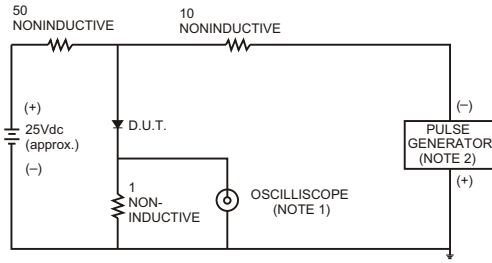 50
NONINDUCTIVE
10
NONINDUCTIVE
(+)
25Vdc
(approx.)
(–)
D.U.T.
1
NON-
INDUCTIVE
OSCILLISCOPE
(NOTE 1)
(–)
PULSE
GENERATOR
(NOTE 2)
(+)